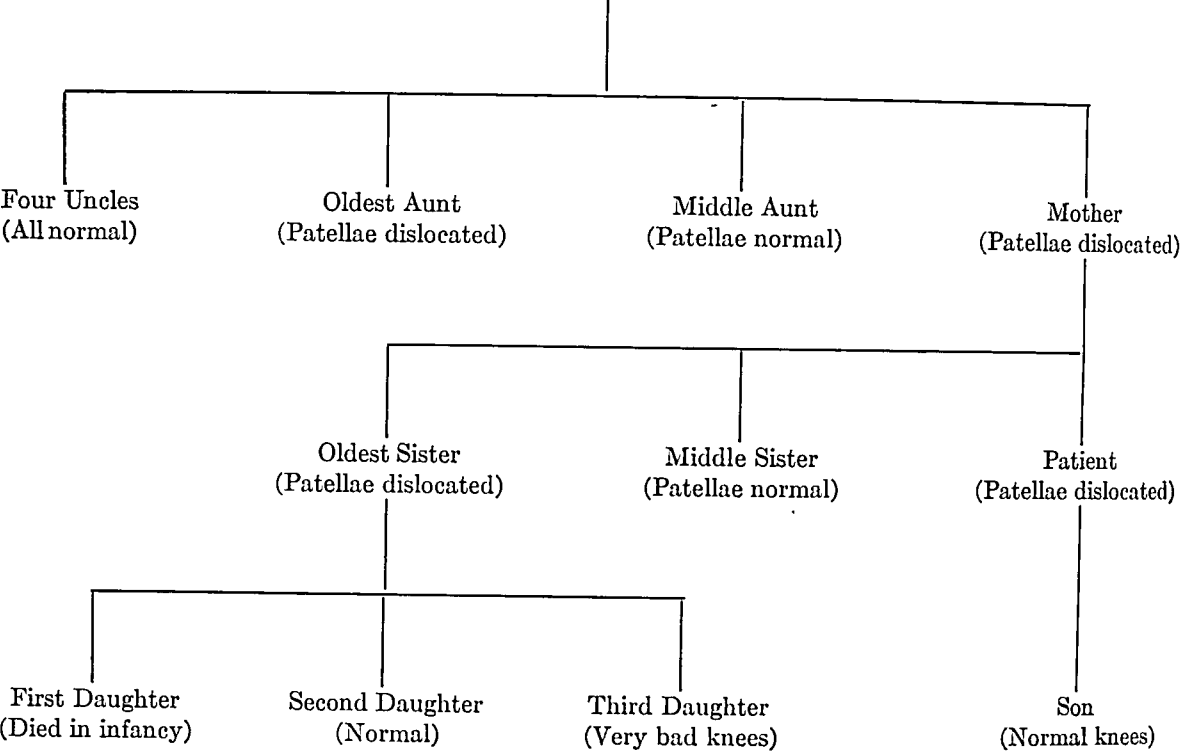 Four Uncles
(All normal)
Oldest Aunt
(Patellae dislocated)
Middle Aunt
(Patellae normal)
Mother
(Patellae dislocated)
Oldest Sister
(Patellae dislocated)
Middle Sister
(Patellae normal)
Patient
(Patellae dislocated)
First Daughter
(Died in infancy)
Second Daughter
(Normal)
Third Daughter
(Very bad knees)
Son
(Normal knees)